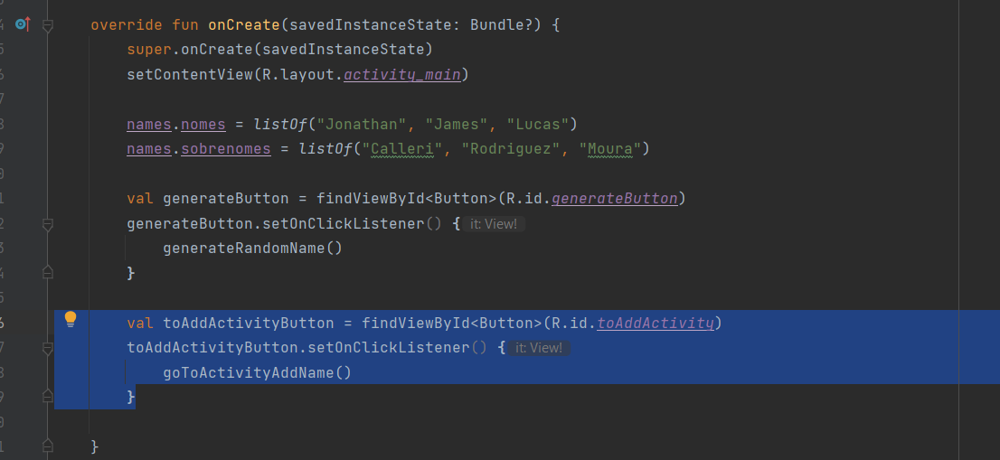 override fun onCreate(savedInstanceState: Bundle?) {
super.onCreate(savedInstanceState)
setContentView(R.layout.activity_main)
names.nomes = listOf("Jonathan", "James", "Lucas")
names.sobrenomes = listOf("Calleri", "Rodriguez", "Moura")
val generateButton = findViewById<Button>(R.id.generateButton)
generateButton.setOnClickListener() { it: View!
generateRandomName()
}
val toAddActivityButton = findViewById<Button>(R.id.toAddActivity)
toAddActivityButton.setOnClickListener() { it: View!
goToActivityAddName()
}
}